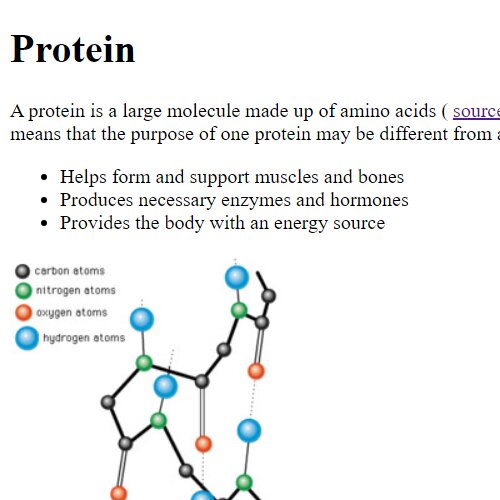 Protein
A protein is a large molecule made up of amino acids ( source
means that the purpose of one protein may be different from
Helps form and support muscles and bones
Produces necessary enzymes and hormones
Provides the body with an energy source
carbon atoms
nitrogen atoms
oxygen atoms
hydrogen atoms